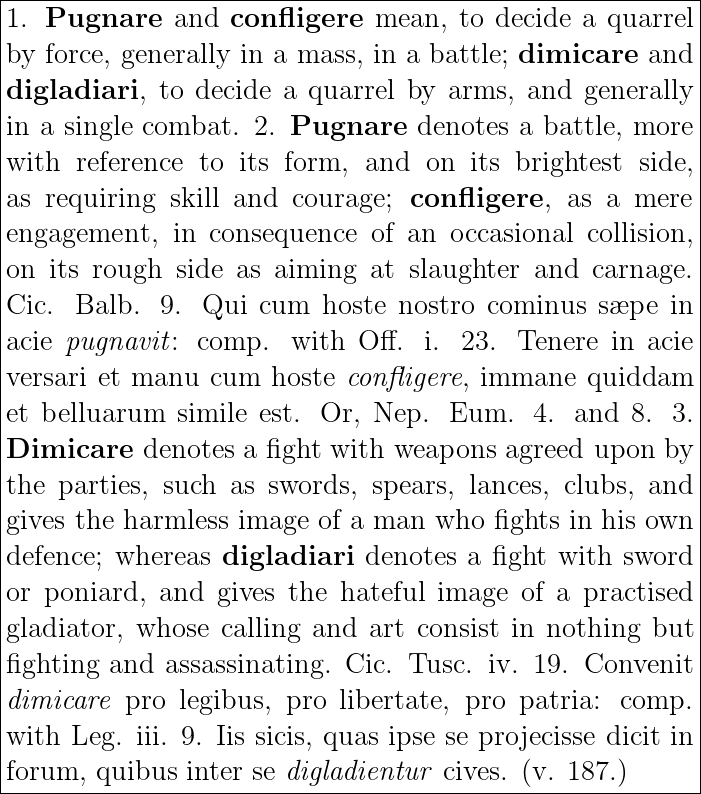 1. Pugnare and confligere mean, to decide a quarrel
by force, generally in a mass, in a battle; dimicare and
digladiari, to decide a quarrel by arms, and generally
in a single combat. 2. Pugnare denotes a battle, more
with reference to its form, and on its brightest side,
as requiring skill and courage; confligere, as a mere
engagement, in consequence of an occasional collision,
on its rough side as aiming at slaughter and carnage.
Cic. Balb. 9. Qui cum hoste nostro cominus sæpe in
acie pugnavit: comp. with Off. i. 23. Tenere in acie
versari et manu cum hoste confligere, immane quiddam
et belluarum simile est. Or, Nep. Eum. 4. and 8. 3.
Dimicare denotes a fight with weapons agreed upon by
the parties, such as swords, spears, lances, clubs, and
gives the harmless image of a man who fights in his own
defence; whereas digladiari denotes a fight with sword
or poniard, and gives the hateful image of a practised
gladiator, whose calling and art consist in nothing but
fighting and assassinating. Cic. Tusc. iv. 19. Convenit
dimicare pro legibus, pro libertate, pro patria: comp.
with Leg. iii. 9. Iis sicis, quas ipse se projecisse dicit in
forum, quibus inter se digladientur cives. (v. 187.)